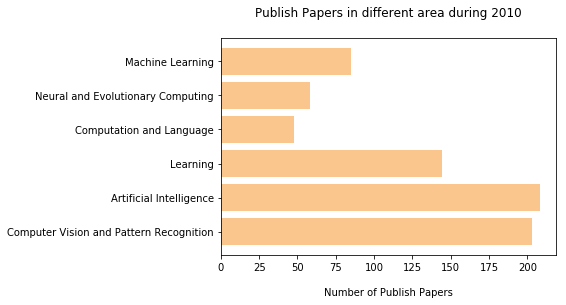 Publish Papers in different area during 2010
Machine Learning
Neural and Evolutionary Computing
Computation and Language
Learning
Artificial Intelligence
Computer Vision and Pattern Recognition
0 25 50 75 100 125 150 175 200
Number of Publish Papers